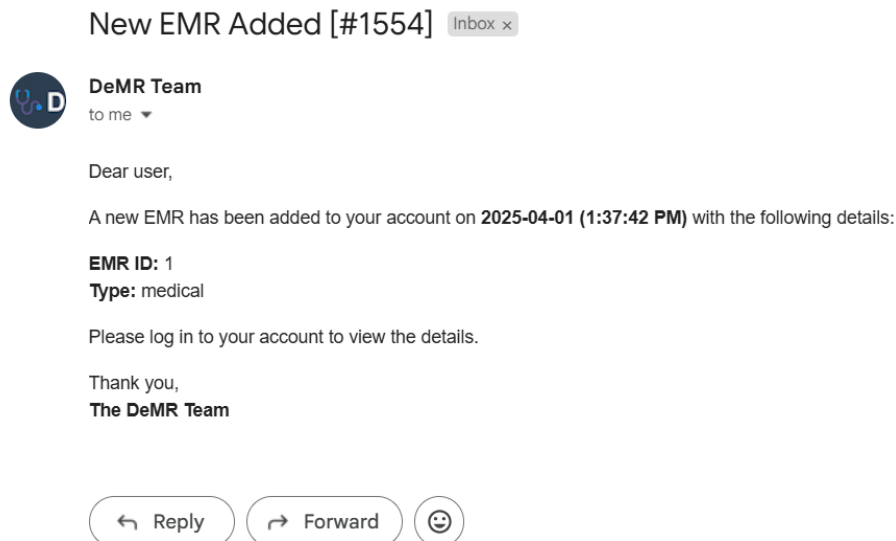 New EMR Added [#1554] Inbox ×
D
DeMR Team
to me
Dear user,
A new EMR has been added to your account on 2025-04-01 (1:37:42 PM) with the following details:
EMR ID: 1
Type: medical
Please log in to your account to view the details.
Thank you,
The DeMR Team
Reply Forward